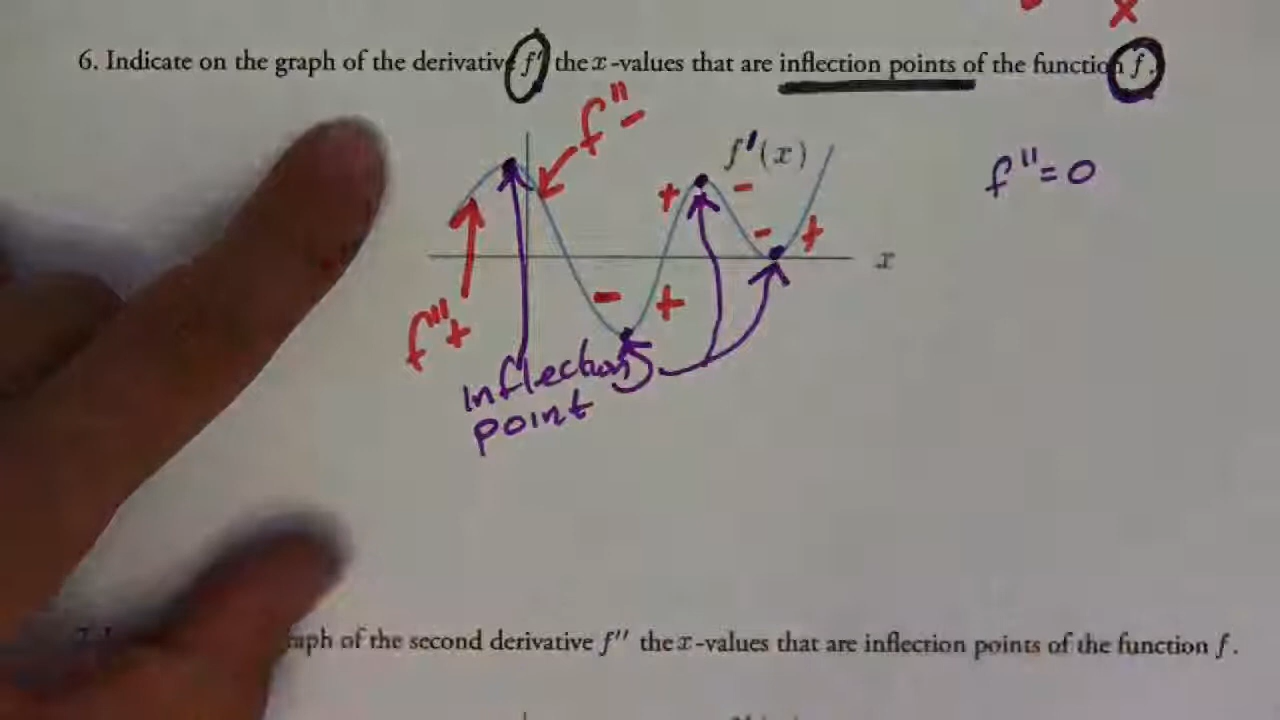 6. Indicate on the graph of the derivative f' the x-values that are inflection points of the function f.
f'' -
f'(x)
f'' = 0
+ -
- +
x
- +
f'' +
Inflection
point
aph of the second derivative f'' the x-values that are inflection points of the function f.